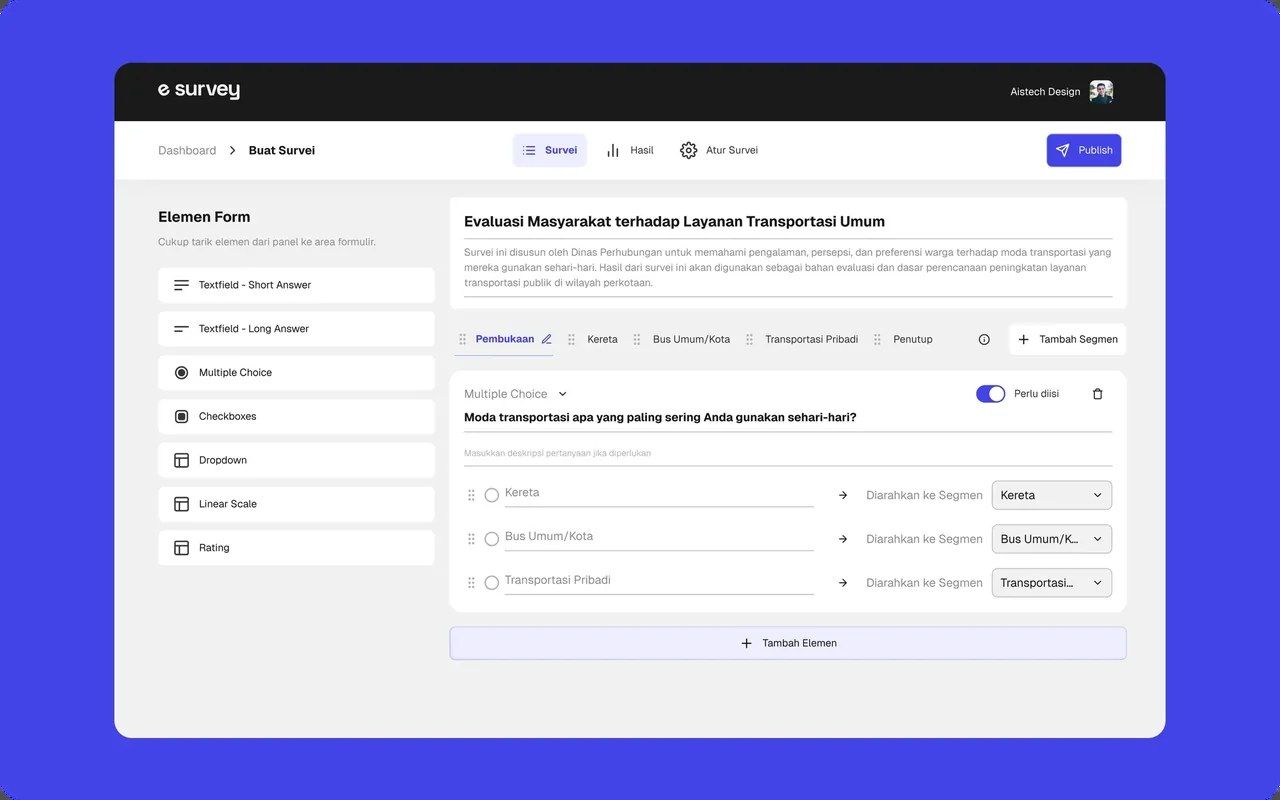 e survey
Aistech Design
Dashboard > Buat Survei
Survei
Hasil
Atur Survei
Publish
Elemen Form
Cukup tarik elemen dari panel ke area formulir.
Textfield - Short Answer
Textfield - Long Answer
Multiple Choice
Checkboxes
Dropdown
Linear Scale
Rating
Evaluasi Masyarakat terhadap Layanan Transportasi Umum
Survei ini disusun oleh Dinas Perhubungan untuk memahami pengalaman, persepsi, dan preferensi warga terhadap moda transportasi yang
mereka gunakan sehari-hari. Hasil dari survei ini akan digunakan sebagai bahan evaluasi dan dasar perencanaan peningkatan layanan
transportasi publik di wilayah perkotaan.
Pembukaan
Kereta
Bus Umum/Kota
Transportasi Pribadi
Penutup
Tambah Segmen
Multiple Choice
Perlu diisi
Moda transportasi apa yang paling sering Anda gunakan sehari-hari?
Masukkan deskripsi pertanyaan jika diperlukan
Kereta → Diarahkan ke Segmen Kereta
Bus Umum/Kota → Diarahkan ke Segmen Bus Umum/K...
Transportasi Pribadi → Diarahkan ke Segmen Transportasi...
+ Tambah Elemen